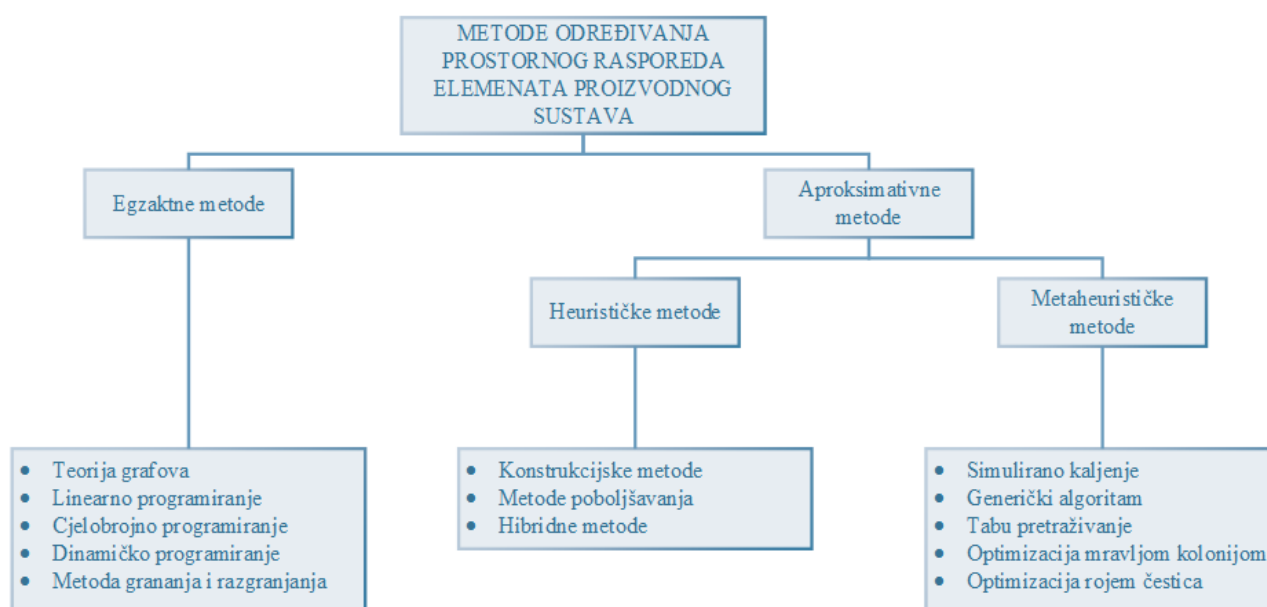 METODE ODREĐIVANJA
PROSTORNOG RASPOREDA
ELEMENATA PROIZVODNOG
SUSTAVA
Egzaktne metode
Aproksimativne
metode
Heurističke metode
Metaheurističke
metode
• Teorija grafova
• Linearno programiranje
• Cjelobrojno programiranje
• Dinamičko programiranje
• Metoda grananja i razgranjanja
• Konstrukcijske metode
• Metode poboljšavanja
• Hibridne metode
• Simulirano kaljenje
• Generički algoritam
• Tabu pretraživanje
• Optimizacija mravljom kolonijom
• Optimizacija rojem čestica